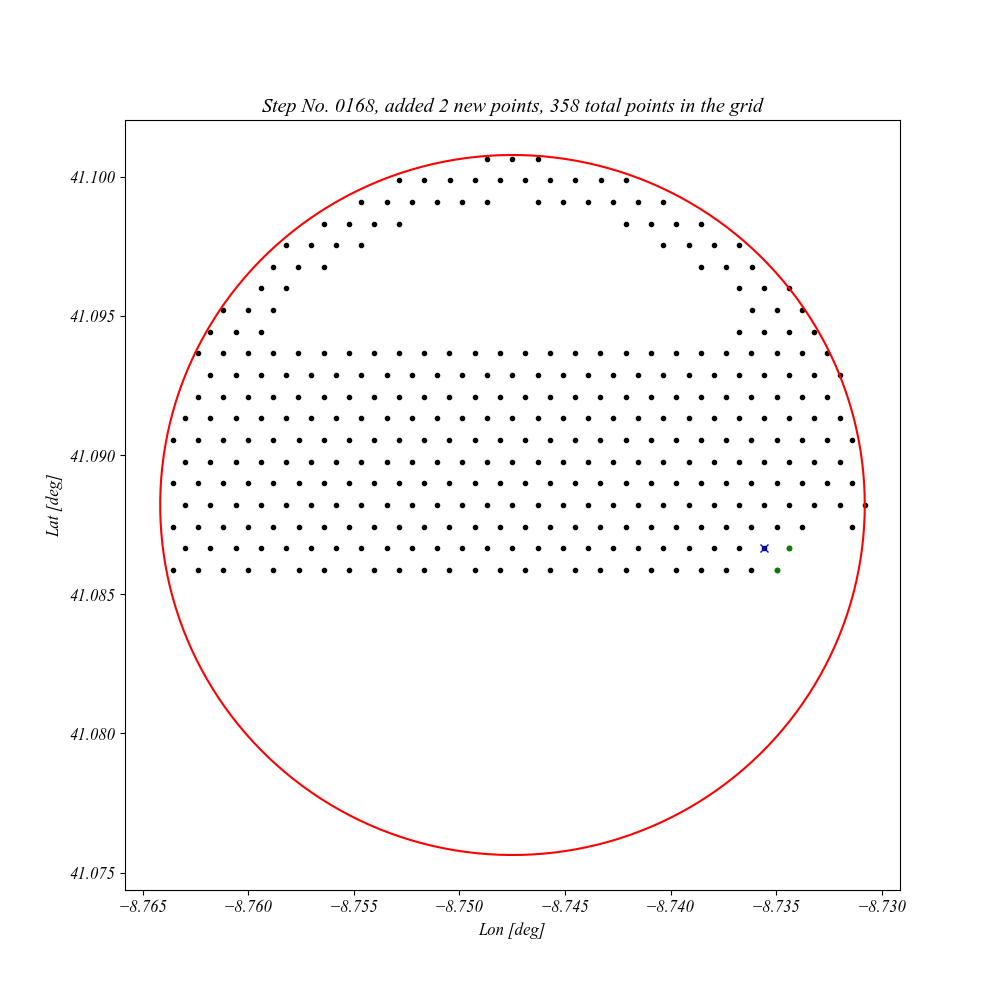 Step No. 0168, added 2 new points, 358 total points in the grid
41.100
41.095
41.090
41.085
41.080
41.075
Lat [deg]
−8.765 −8.760 −8.755 −8.750 −8.745 −8.740 −8.735 −8.730
Lon [deg]